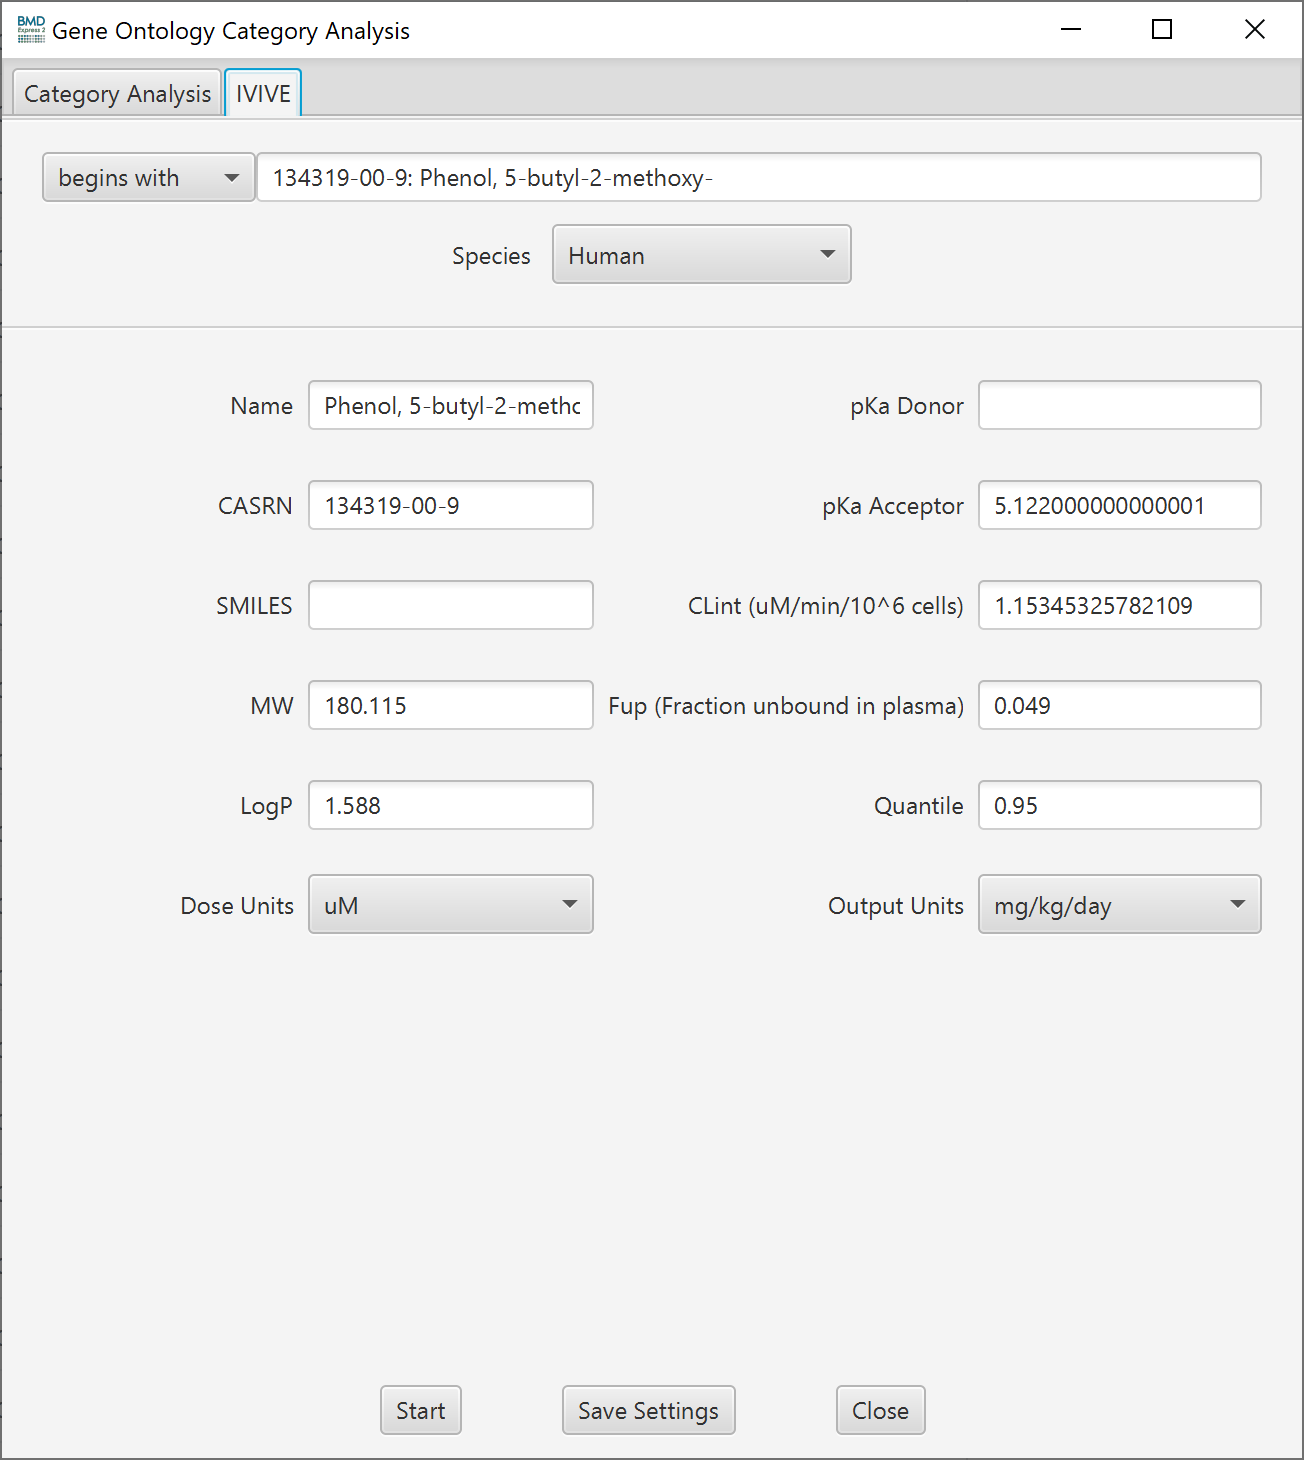 BMD
Express 2
Gene Ontology Category Analysis
Category Analysis IVIVE
begins with 134319-00-9: Phenol, 5-butyl-2-methoxy-
Species Human
Name Phenol, 5-butyl-2-methc pKa Donor
CASRN 134319-00-9 pKa Acceptor 5.122000000000001
SMILES CLint (uM/min/10^6 cells) 1.15345325782109
MW 180.115 Fup (Fraction unbound in plasma) 0.049
LogP 1.588 Quantile 0.95
Dose Units uM Output Units mg/kg/day
Start Save Settings Close